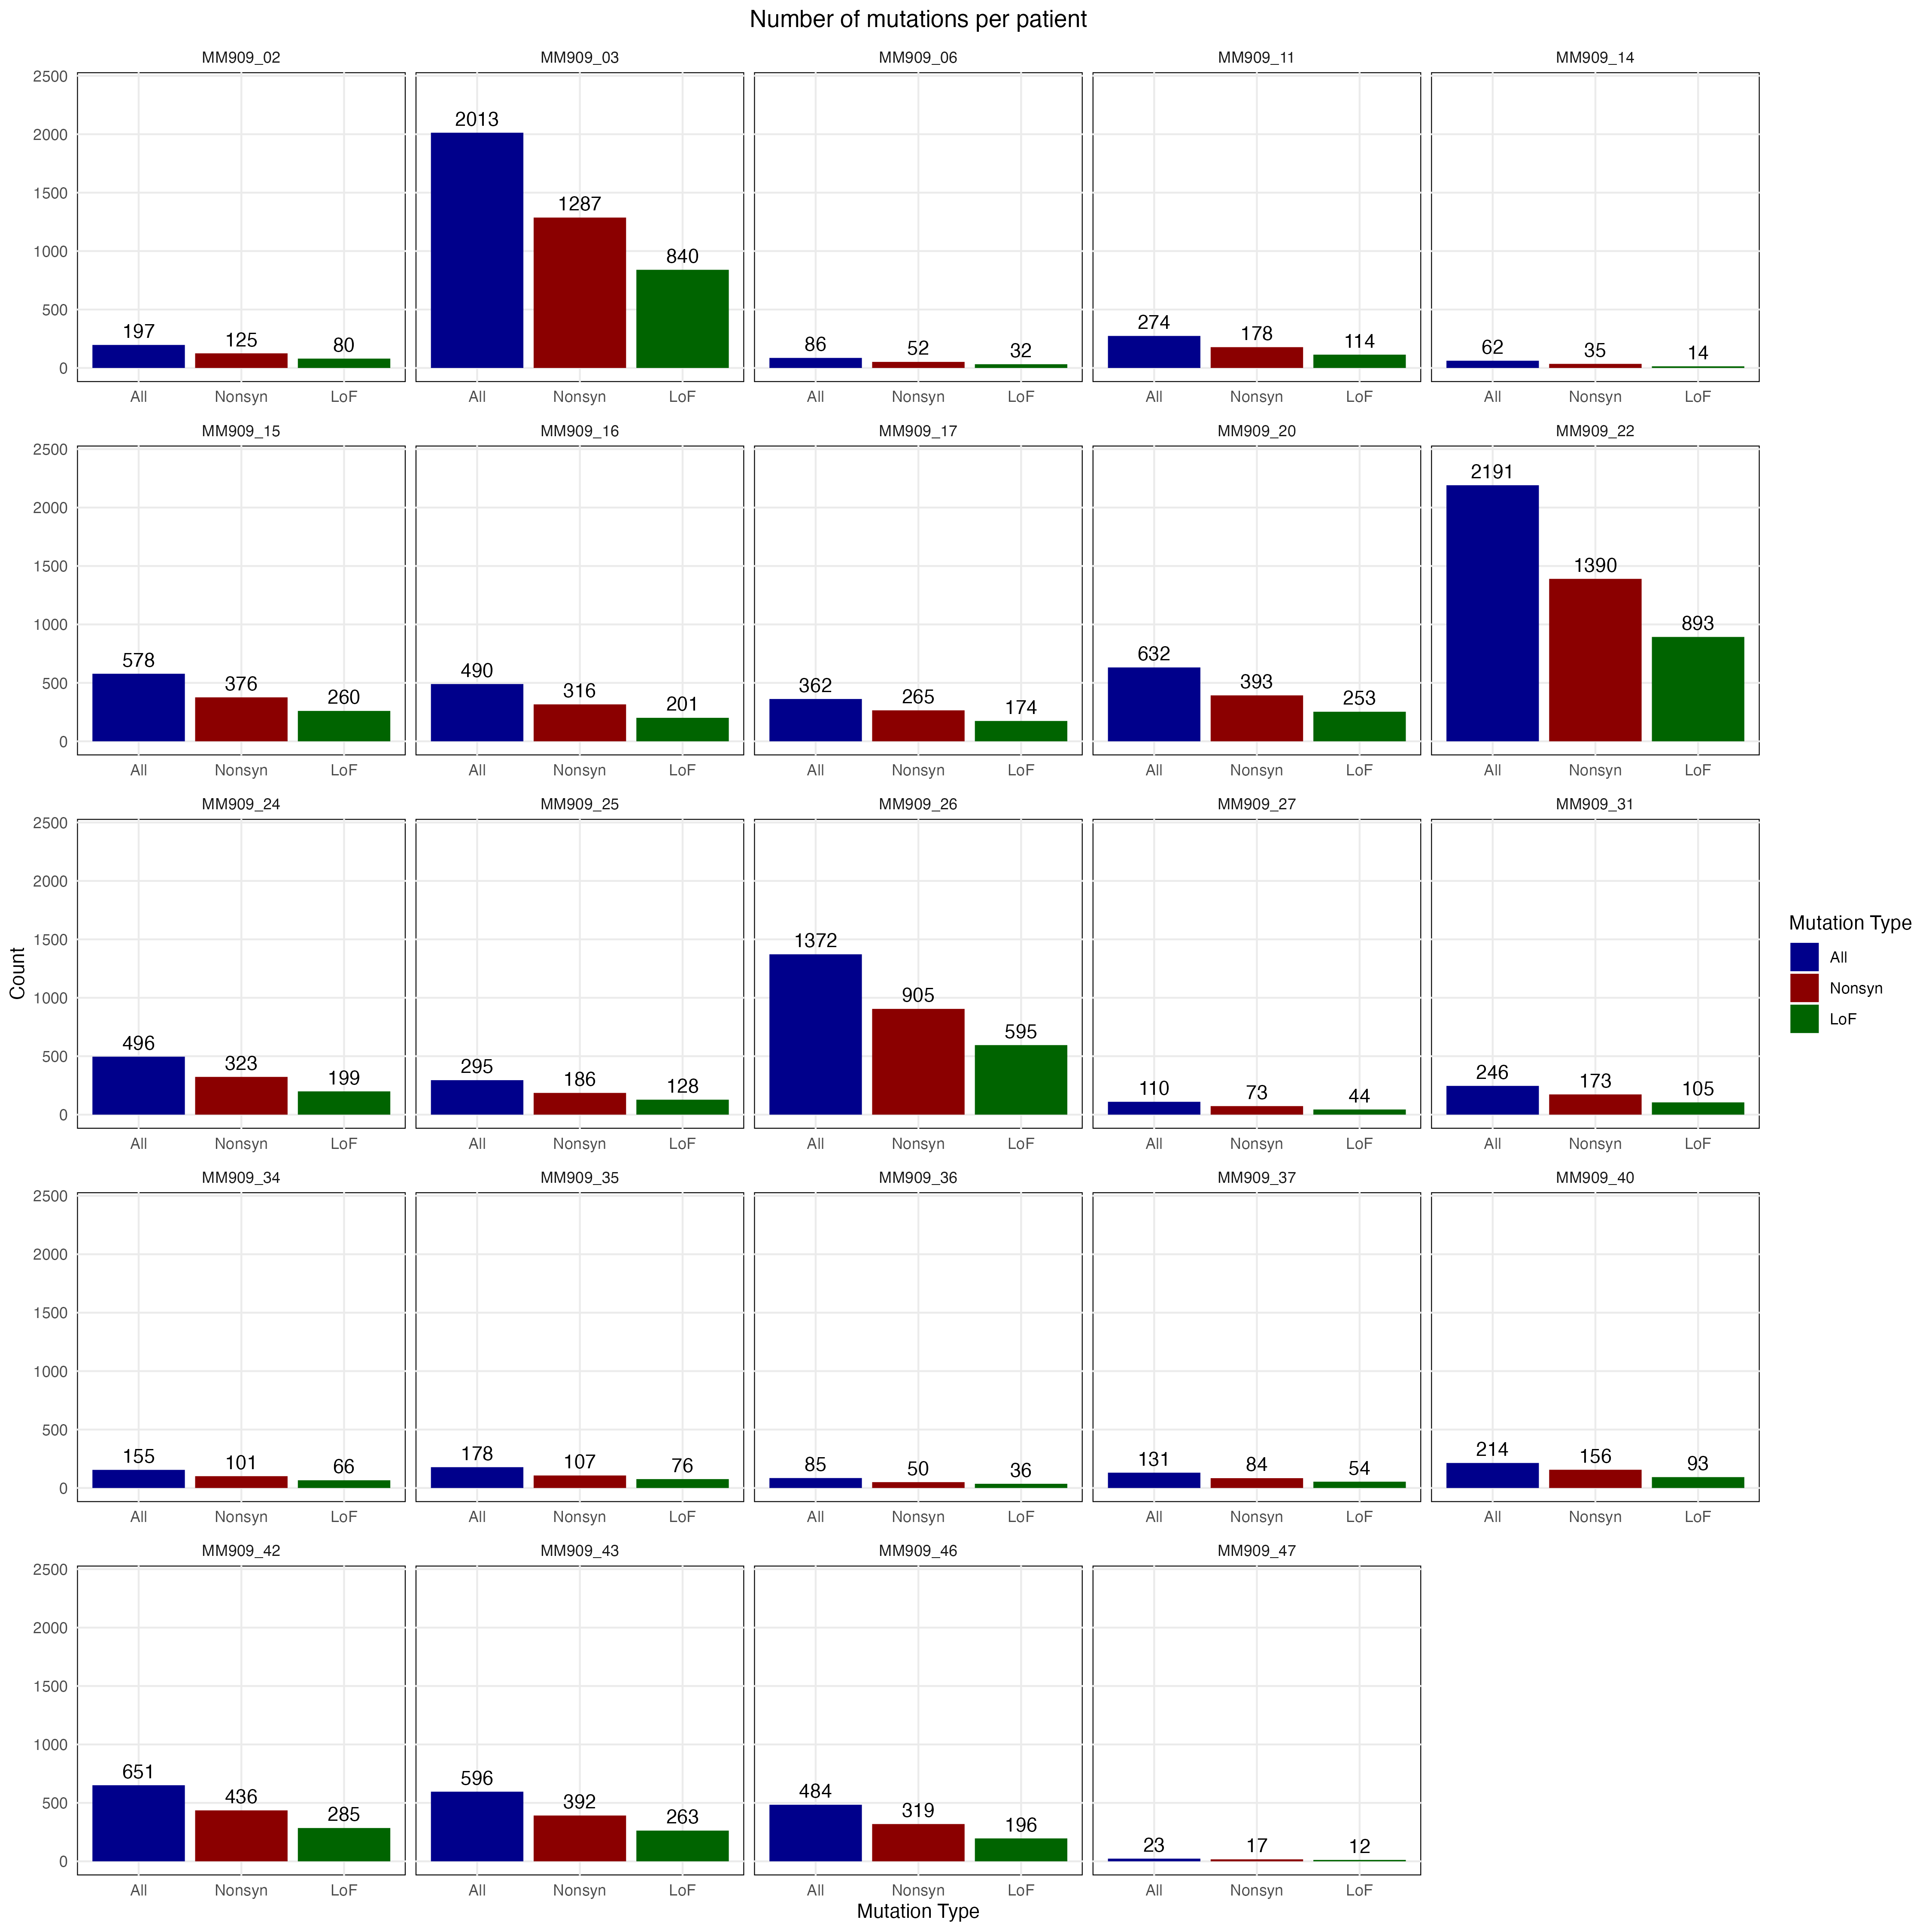 Number of mutations per patient
MM909_02 MM909_03 MM909_06 MM909_11 MM909_14
2500
2000
1500
1000
500
0
197 125 80
2013 1287 840
86 52 32
274 178 114
62 35 14
All Nonsyn LoF All Nonsyn LoF All Nonsyn LoF All Nonsyn LoF All Nonsyn LoF
MM909_15 MM909_16 MM909_17 MM909_20 MM909_22
2500
2000
1500
1000
500
0
578 376 260
490 316 201
362 265 174
632 393 253
2191 1390 893
All Nonsyn LoF All Nonsyn LoF All Nonsyn LoF All Nonsyn LoF All Nonsyn LoF
MM909_24 MM909_25 MM909_26 MM909_27 MM909_31
2500
2000
1500
1000
500
0
496 323 199
295 186 128
1372 905 595
110 73 44
246 173 105
All Nonsyn LoF All Nonsyn LoF All Nonsyn LoF All Nonsyn LoF All Nonsyn LoF
MM909_34 MM909_35 MM909_36 MM909_37 MM909_40
2500
2000
1500
1000
500
0
155 101 66
178 107 76
85 50 36
131 84 54
214 156 93
All Nonsyn LoF All Nonsyn LoF All Nonsyn LoF All Nonsyn LoF All Nonsyn LoF
MM909_42 MM909_43 MM909_46 MM909_47
2500
2000
1500
1000
500
0
651 436 285
596 392 263
484 319 196
23 17 12
All Nonsyn LoF All Nonsyn LoF All Nonsyn LoF All Nonsyn LoF
Mutation Type
Count
Mutation Type
All
Nonsyn
LoF